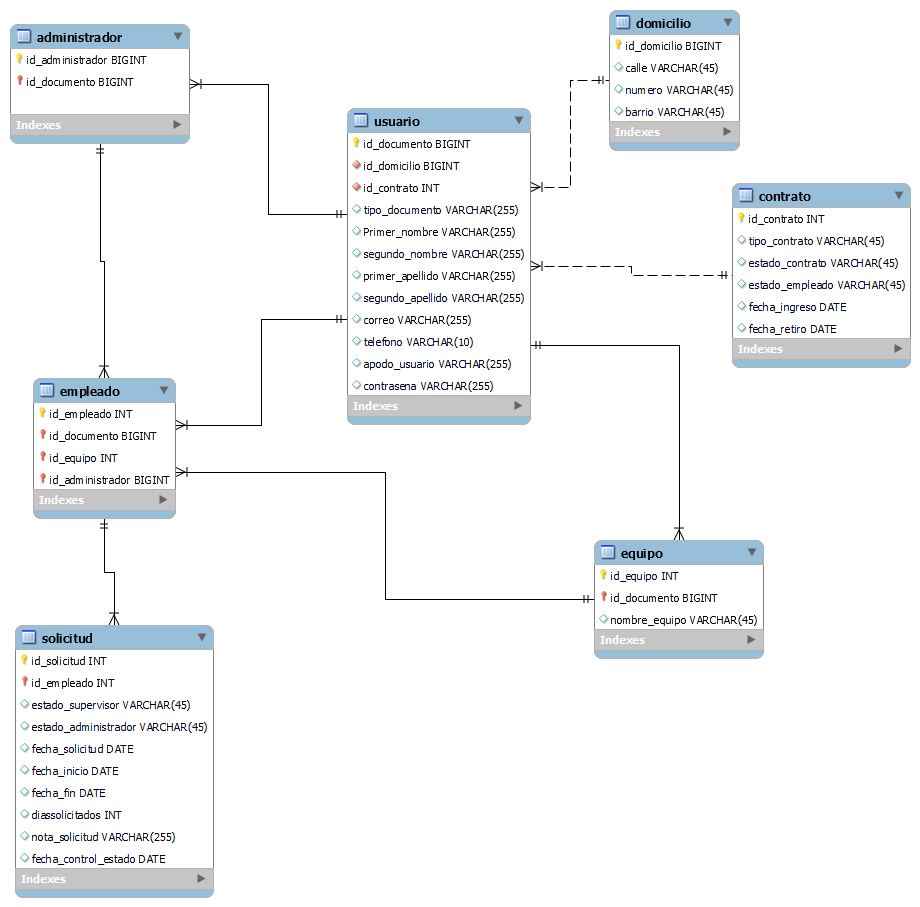 administrador
id_administrador BIGINT
id_documento BIGINT
Indexes
domicilio
id_domicilio BIGINT
calle VARCHAR(45)
numero VARCHAR(45)
barrio VARCHAR(45)
Indexes
usuario
id_documento BIGINT
id_domicilio BIGINT
id_contrato INT
tipo_documento VARCHAR(255)
Primer_nombre VARCHAR(255)
segundo_nombre VARCHAR(255)
primer_apellido VARCHAR(255)
segundo_apellido VARCHAR(255)
correo VARCHAR(255)
telefono VARCHAR(10)
apodo_usuario VARCHAR(255)
contrasena VARCHAR(255)
Indexes
contrato
id_contrato INT
tipo_contrato VARCHAR(45)
estado_contrato VARCHAR(45)
estado_empleado VARCHAR(45)
fecha_ingreso DATE
fecha_retiro DATE
Indexes
empleado
id_empleado INT
id_documento BIGINT
id_equipo INT
id_administrador BIGINT
Indexes
equipo
id_equipo INT
id_documento BIGINT
nombre_equipo VARCHAR(45)
Indexes
solicitud
id_solicitud INT
id_empleado INT
estado_supervisor VARCHAR(45)
estado_administrador VARCHAR(45)
fecha_solicitud DATE
fecha_inicio DATE
fecha_fin DATE
diassolicitados INT
nota_solicitud VARCHAR(255)
fecha_control_estado DATE
Indexes